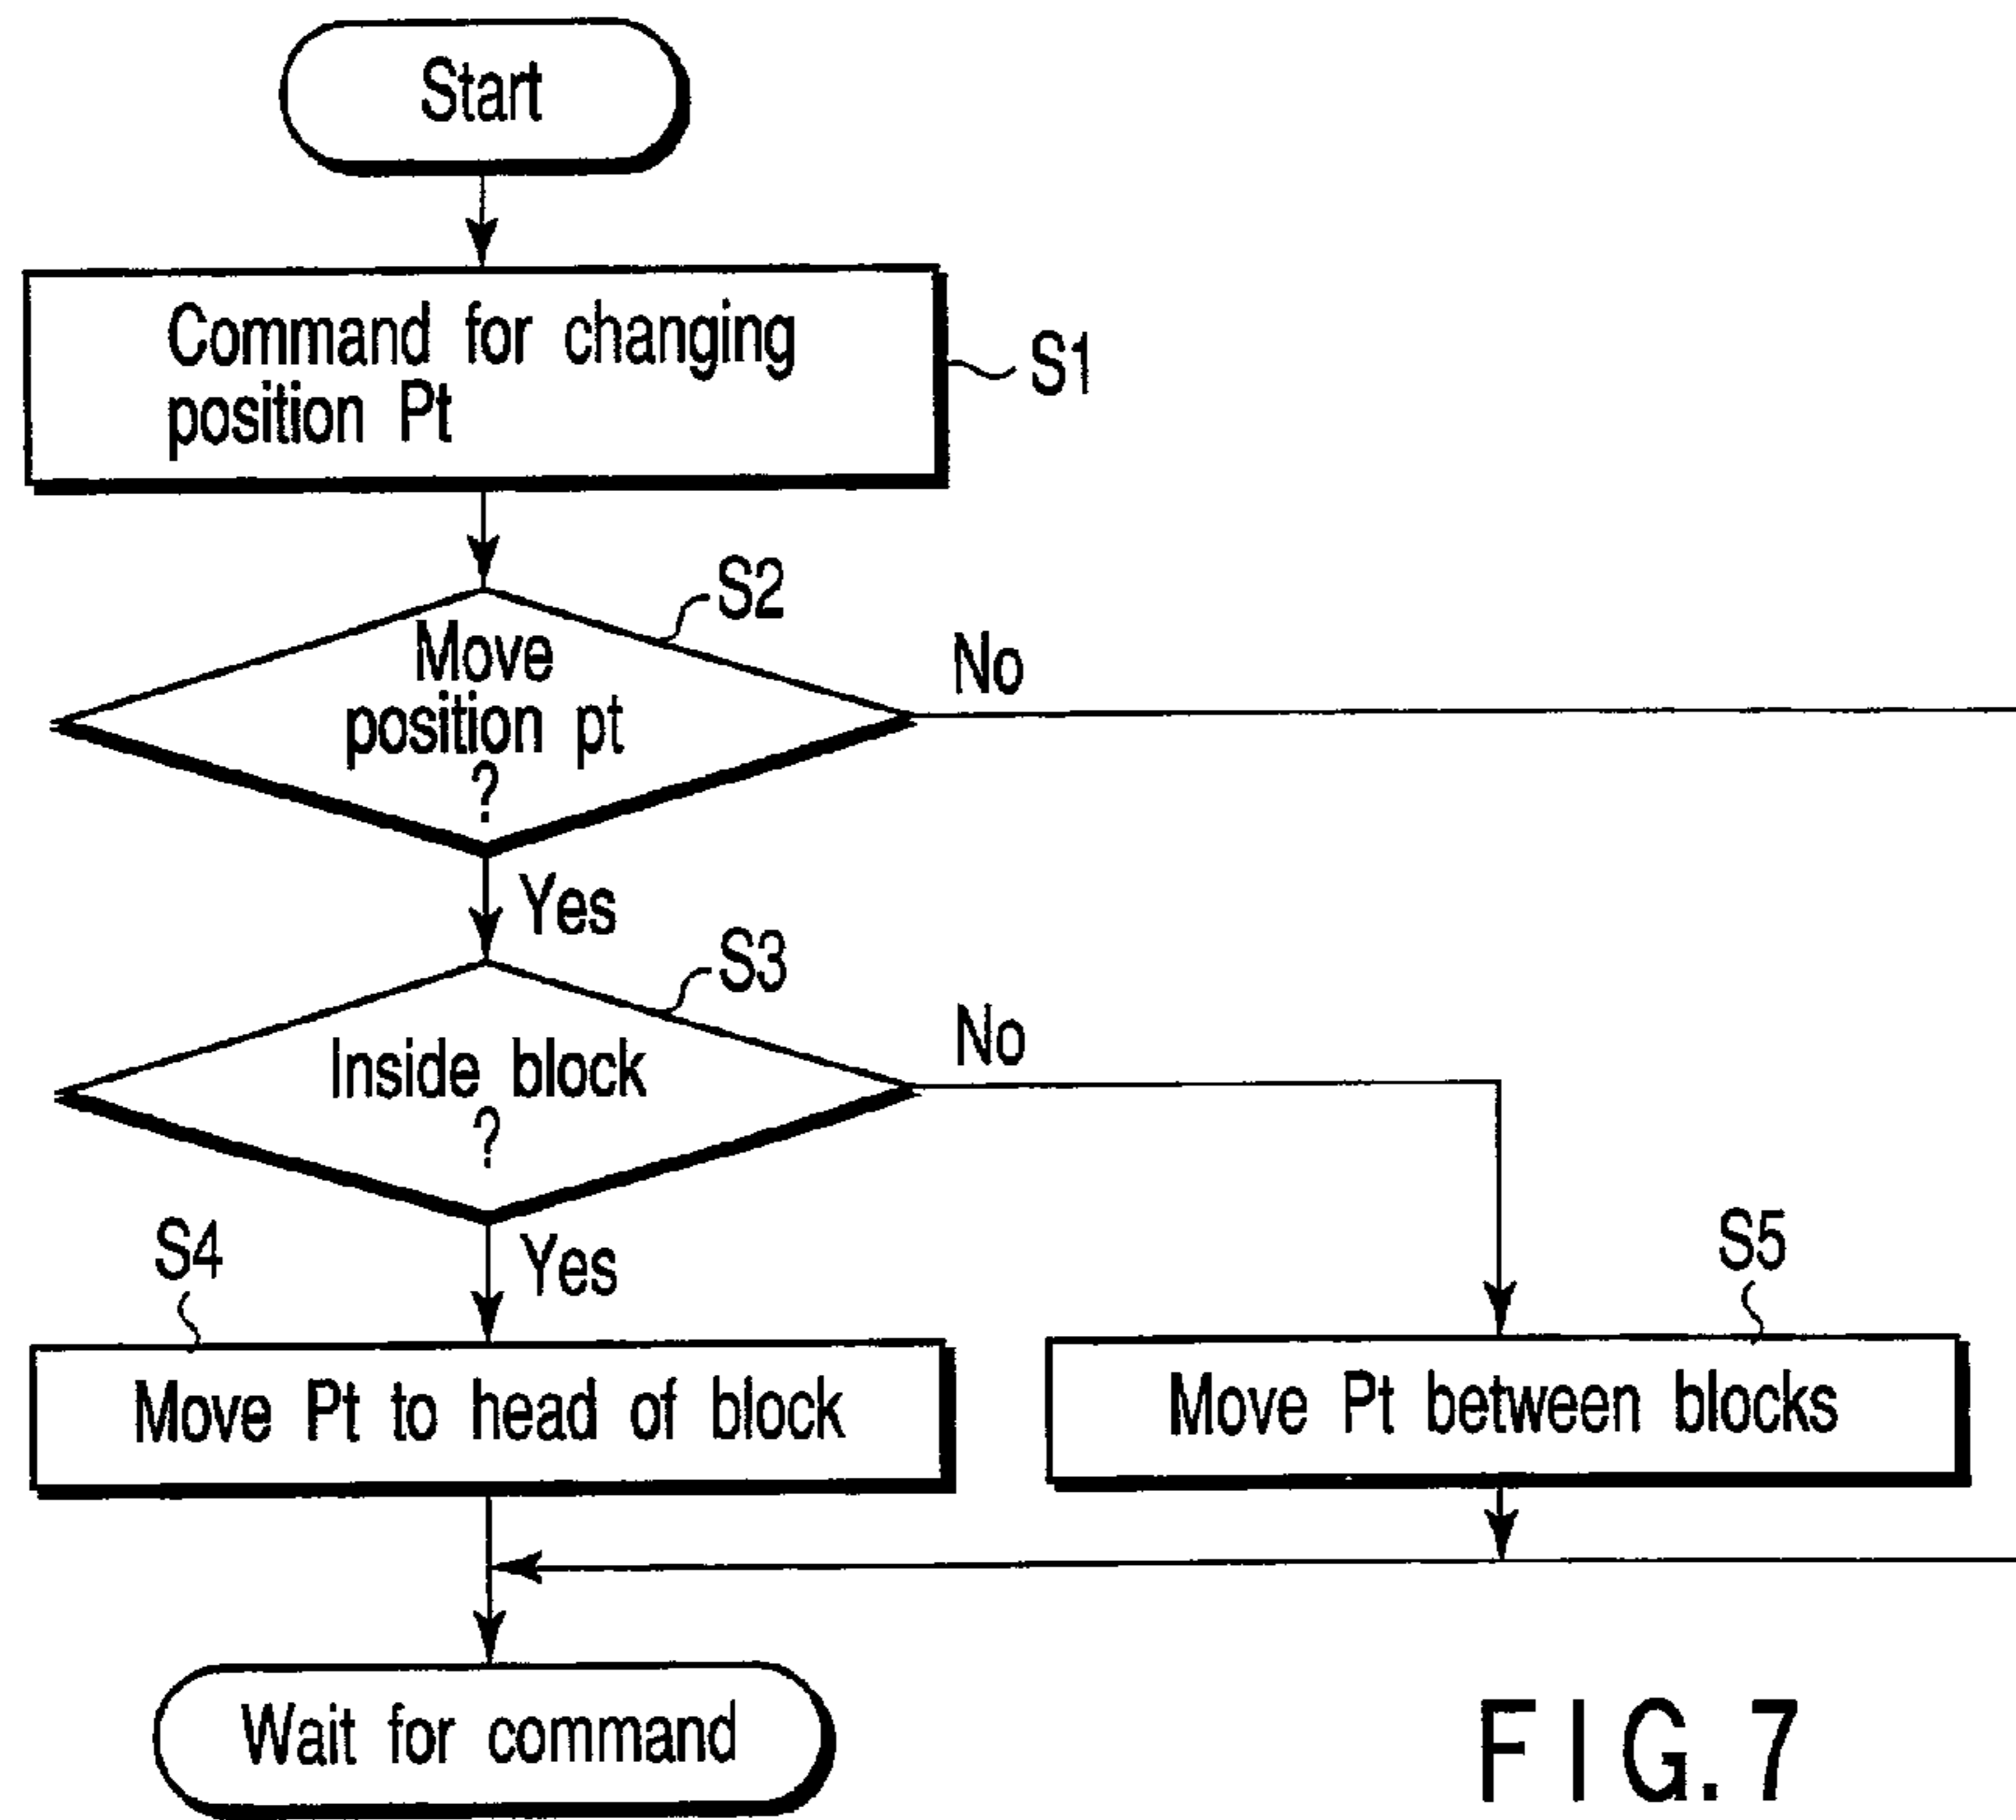 Start
Command for changing
position Pt
S1
S2
Move
position pt
?
No
Yes
S3
Inside block
?
No
Yes
S4
Move Pt to head of block
S5
Move Pt between blocks
Wait for command
FIG. 7